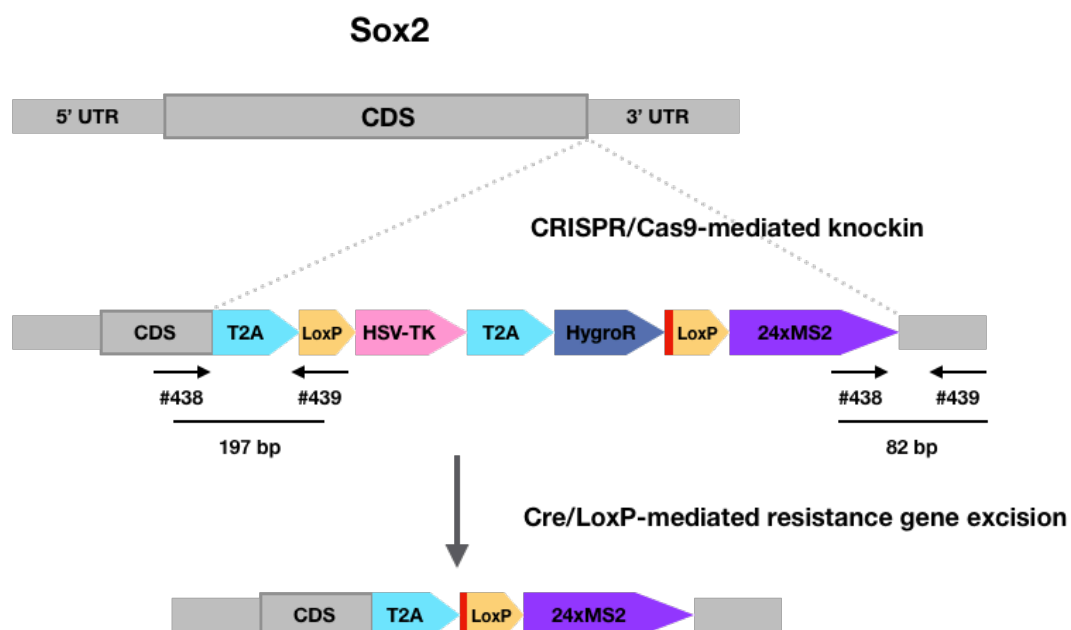 Sox2
5’ UTR CDS 3’ UTR
CRISPR/Cas9-mediated knockin
CDS T2A LoxP HSV-TK T2A HygroR LoxP 24xMS2
#438 #439 #438 #439
197 bp 82 bp
Cre/LoxP-mediated resistance gene excision
CDS T2A LoxP 24xMS2